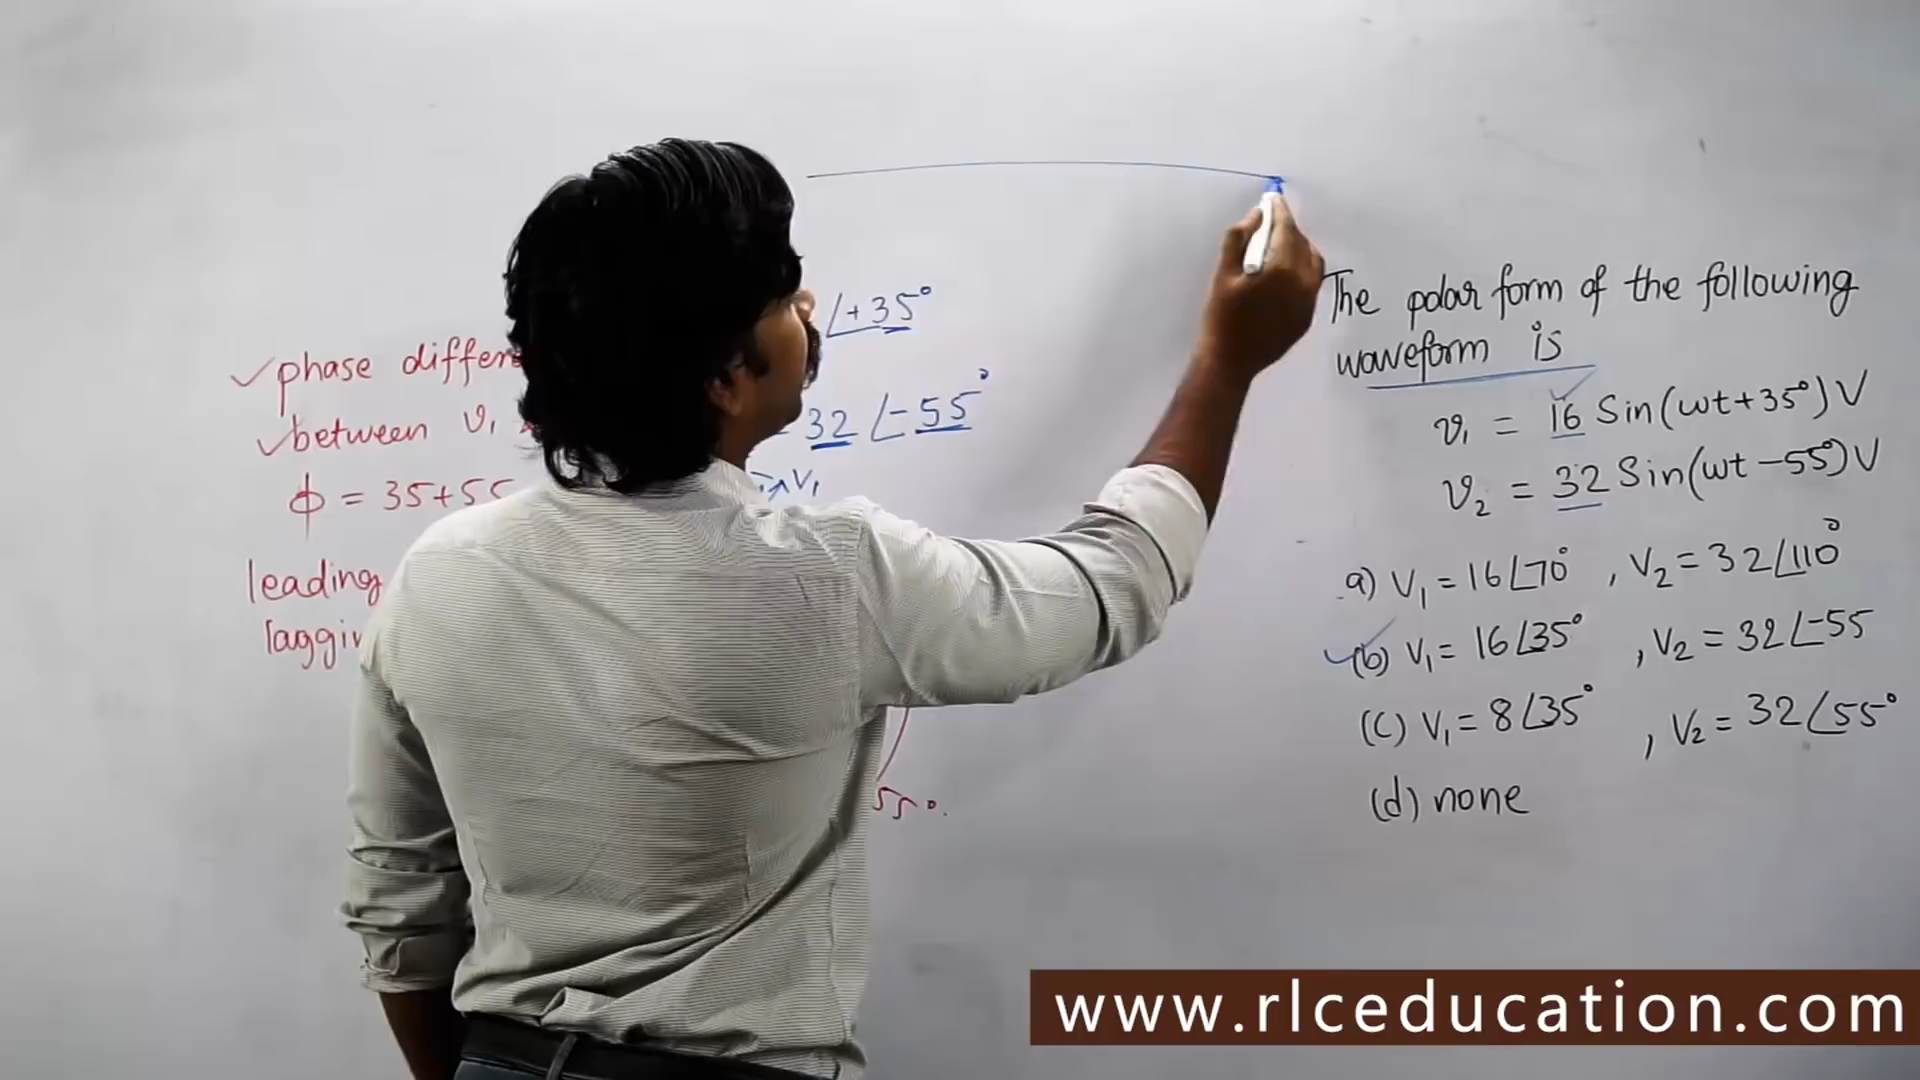 ✓phase differen
✓between v₁
ϕ = 35+55
leading
laggin
∠+35°
32 ∠-55°
V₁
55°.
The polar form of the following
waveform is
v₁ = 16 Sin(wt+35°)V
v₂ = 32 Sin(wt-55°)V
a) V₁ = 16∠70° , V₂ = 32∠110°
✓(b) V₁ = 16∠35° , V₂ = 32∠-55
(c) V₁ = 8∠35° , V₂ = 32∠55°
(d) none
www.rlceducation.com